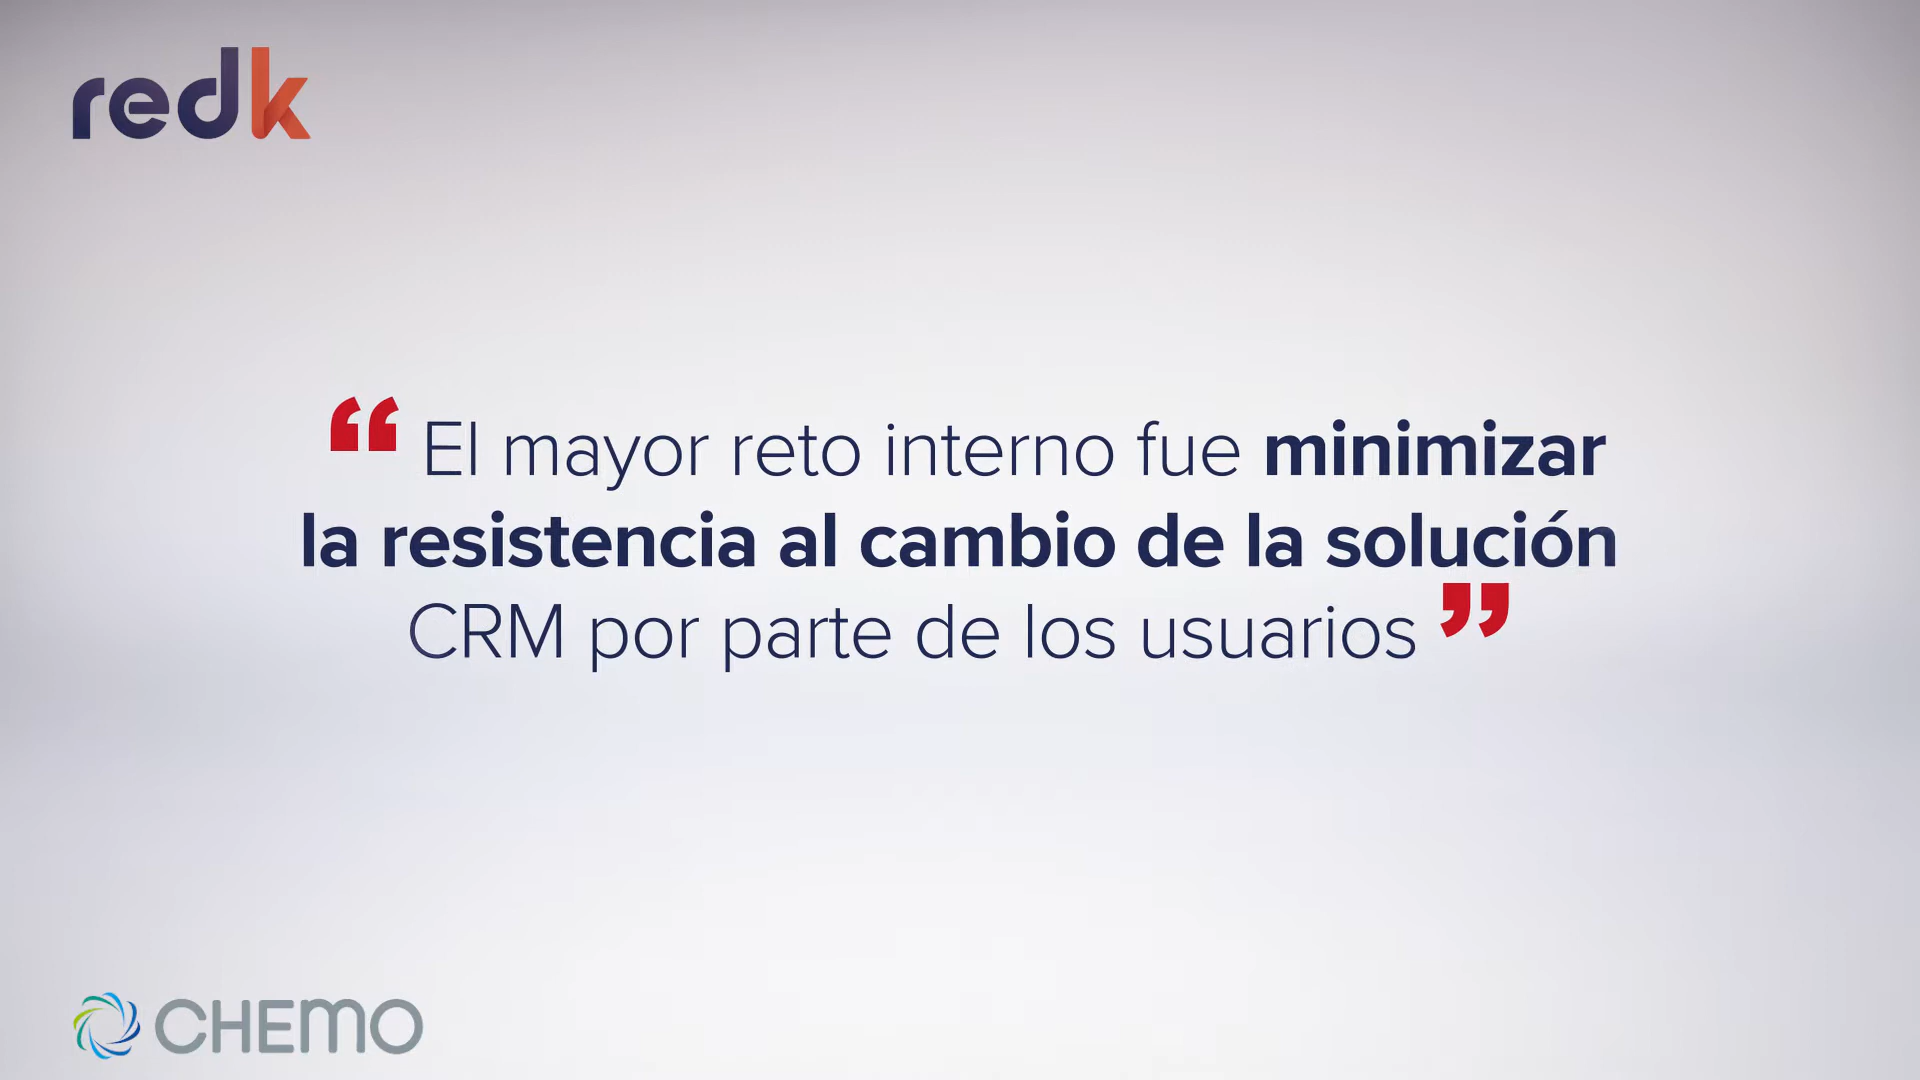 redk
“ El mayor reto interno fue minimizar
la resistencia al cambio de la solución
CRM por parte de los usuarios ”
CHEMO